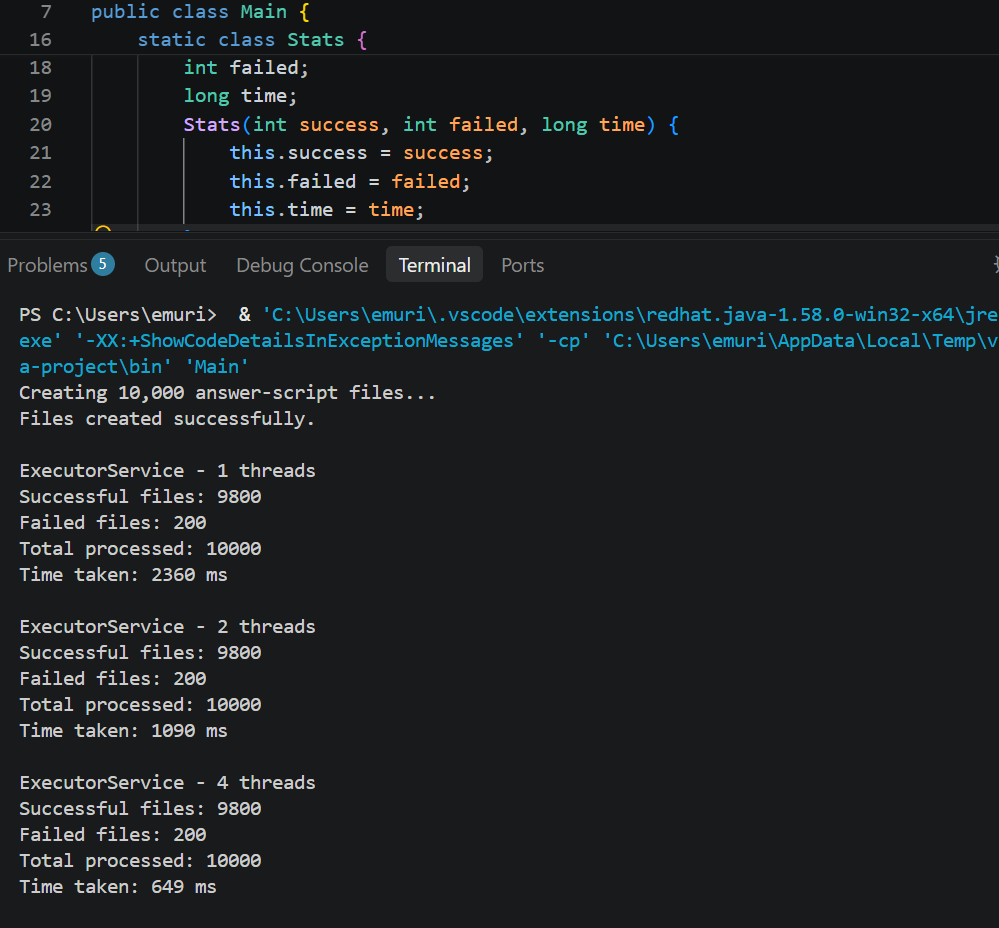 7 public class Main {
16 static class Stats {
18 int failed;
19 long time;
20 Stats(int success, int failed, long time) {
21 this.success = success;
22 this.failed = failed;
23 this.time = time;
Problems 5 Output Debug Console Terminal Ports
PS C:\Users\emuri>  & 'C:\Users\emuri\.vscode\extensions\redhat.java-1.58.0-win32-x64\jre
exe' '-XX:+ShowCodeDetailsInExceptionMessages' '-cp' 'C:\Users\emuri\AppData\Local\Temp\v
a-project\bin' 'Main'
Creating 10,000 answer-script files...
Files created successfully.
ExecutorService - 1 threads
Successful files: 9800
Failed files: 200
Total processed: 10000
Time taken: 2360 ms
ExecutorService - 2 threads
Successful files: 9800
Failed files: 200
Total processed: 10000
Time taken: 1090 ms
ExecutorService - 4 threads
Successful files: 9800
Failed files: 200
Total processed: 10000
Time taken: 649 ms